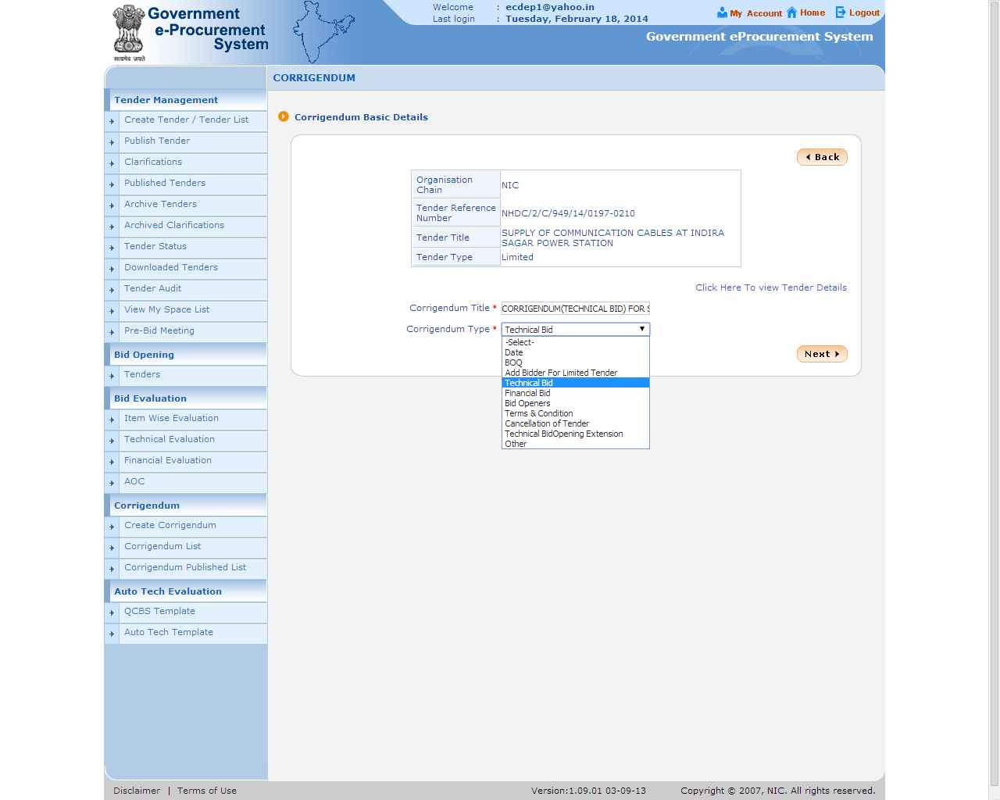 Government
e-Procurement
System
सत्यमेव जयते
Welcome : ecdep1@yahoo.in
Last login : Tuesday, February 18, 2014
My Account Home Logout
Government eProcurement System
CORRIGENDUM
Tender Management
Create Tender / Tender List
Publish Tender
Clarifications
Published Tenders
Archive Tenders
Archived Clarifications
Tender Status
Downloaded Tenders
Tender Audit
View My Space List
Pre-Bid Meeting
Bid Opening
Tenders
Bid Evaluation
Item Wise Evaluation
Technical Evaluation
Financial Evaluation
AOC
Corrigendum
Create Corrigendum
Corrigendum List
Corrigendum Published List
Auto Tech Evaluation
QCBS Template
Auto Tech Template
Corrigendum Basic Details
Back
Organisation Chain NIC
Tender Reference Number NHDC/2/C/949/14/0197-0210
Tender Title SUPPLY OF COMMUNICATION CABLES AT INDIRA
SAGAR POWER STATION
Tender Type Limited
Click Here To view Tender Details
Corrigendum Title * CORRIGENDUM(TECHNICAL BID) FOR S
Corrigendum Type * Technical Bid
-Select-
Date
BOQ
Add Bidder For Limited Tender
Technical Bid
Financial Bid
Bid Openers
Terms & Condition
Cancellation of Tender
Technical BidOpening Extension
Other
Next
Disclaimer | Terms of Use
Version:1.09.01 03-09-13
Copyright © 2007, NIC. All rights reserved.